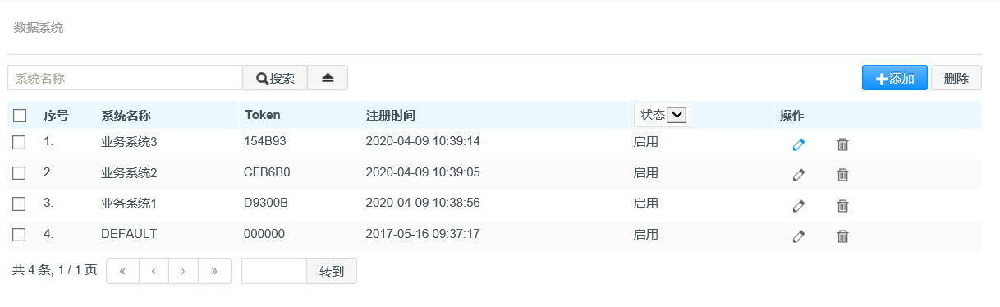 数据系统
系统名称 搜索 添加 删除
序号 系统名称 Token 注册时间 状态 操作
1. 业务系统3 154B93 2020-04-09 10:39:14 启用
2. 业务系统2 CFB6B0 2020-04-09 10:39:05 启用
3. 业务系统1 D9300B 2020-04-09 10:38:56 启用
4. DEFAULT 000000 2017-05-16 09:37:17 启用
共 4 条, 1 / 1 页 « ‹ › » 转到